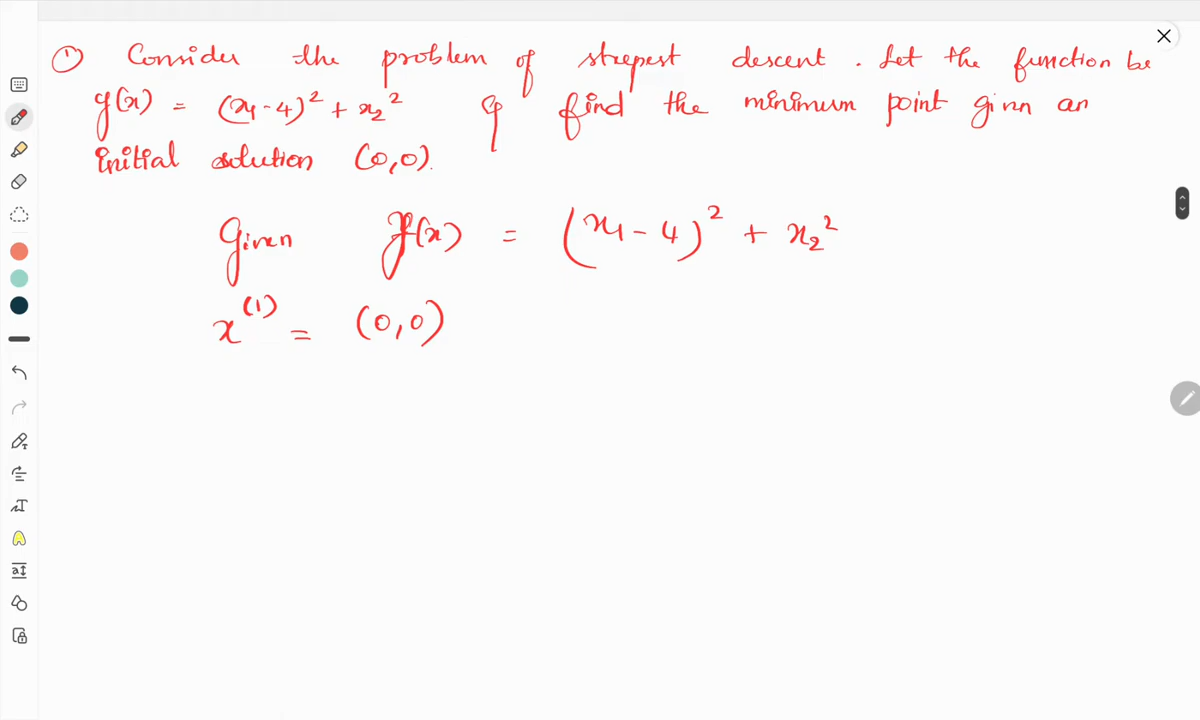 ① Consider the problem of steepest descent. Let the function be
f(x) = (x₁-4)² + x₂² & find the minimum point given an
initial solution (0,0).
Given f(x) = (x₁-4)² + x₂²
x⁽¹⁾ = (0,0)